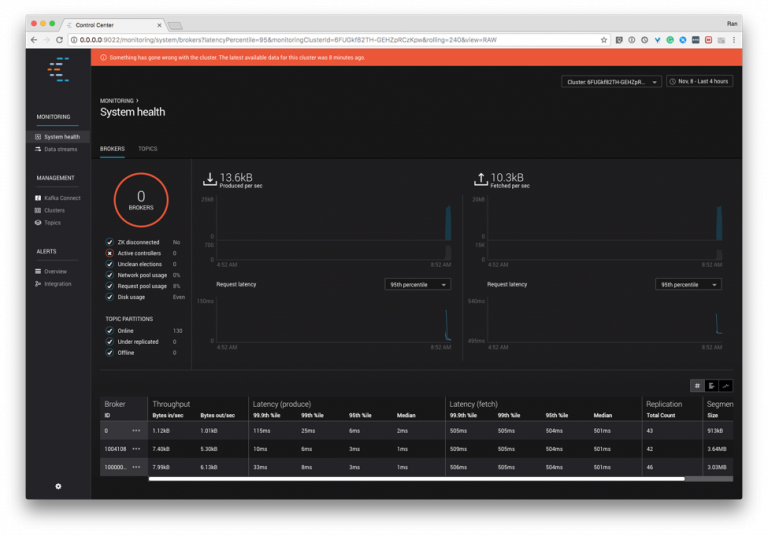 Control Center
Ran
0.0.0.0:9022/monitoring/system/brokers?latencyPercentile=95&monitoringClusterId=6FUGkfB2TH-GEHZpRCzKpw&rolling=240&view=RAW
Something has gone wrong with the cluster. The latest available data for this cluster was 8 minutes ago.
Cluster: 6FUGkfB2TH-GEHZpR...
Nov, 8 - Last 4 hours
MONITORING >
System health
MONITORING
System health
Data streams
MANAGEMENT
Kafka Connect
Clusters
Topics
ALERTS
Overview
Integration
BROKERS TOPICS
0
BROKERS
ZK disconnected No
Active controllers 0
Unclean elections 0
Network pool usage 0%
Request pool usage 8%
Disk usage Even
TOPIC PARTITIONS
Online 130
Under replicated 0
Offline 0
13.6kB
Produced per sec
0
0
4:52 AM 8:52 AM
Request latency 95th percentile
150ms
0
4:52 AM 8:52 AM
10.3kB
Fetched per sec
20kB
0
0
4:52 AM 8:52 AM
Request latency 95th percentile
540ms
4:52 AM 8:52 AM
Broker Throughput Latency (produce) Latency (fetch) Replication Segmen
ID Bytes in/sec Bytes out/sec 99.9th %ile 99th %ile 95th %ile Median 99.9th %ile 99th %ile 95th %ile Median Total Count Size
0 ... 1.12kB 1.01kB 115ms 25ms 6ms 2ms 505ms 505ms 504ms 501ms 43 913kB
1004108 ... 7.40kB 5.30kB 10ms 6ms 3ms 1ms 509ms 505ms 504ms 501ms 42 3.64MB
100000... ... 7.99kB 6.13kB 33ms 8ms 3ms 1ms 506ms 505ms 504ms 501ms 46 3.03MB